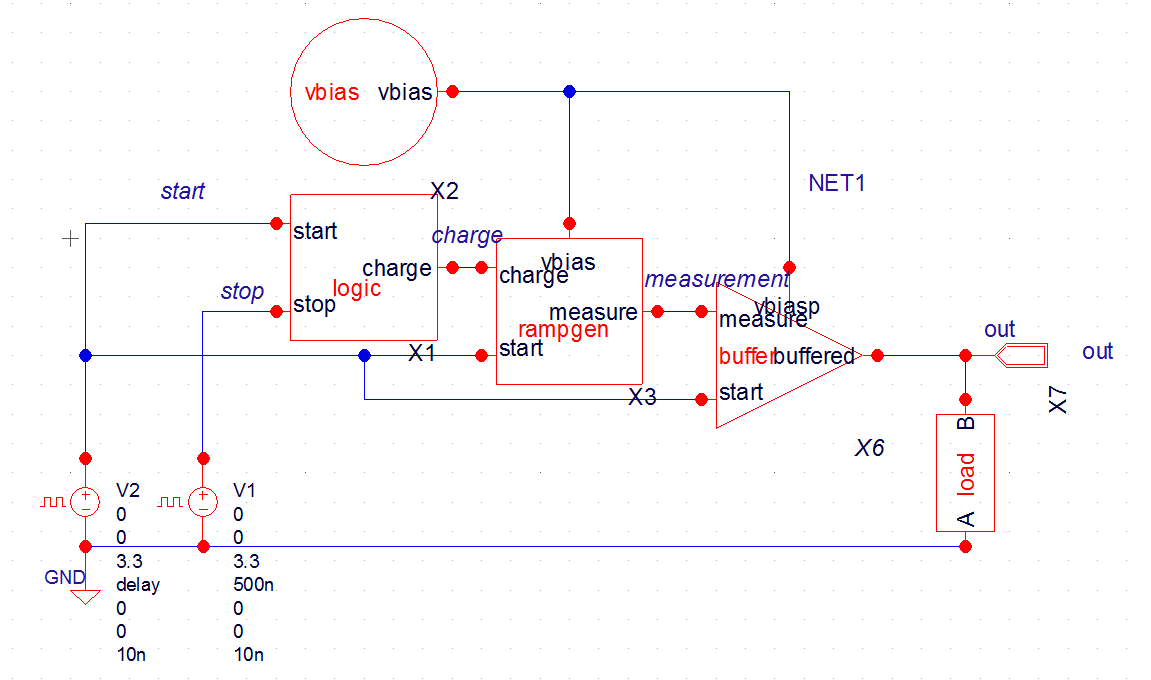 vbias vbias
NET1
start
X2
start
charge
vbias
charge
charge
measurement
logic
stop
stop
vbiasp
measure
measure
rampgen
out
out
X1
start
buffer buffered
start
X3
X7
X6
B
load
A
V2
0
0
3.3
delay
0
0
10n
V1
0
0
3.3
500n
0
0
10n
GND